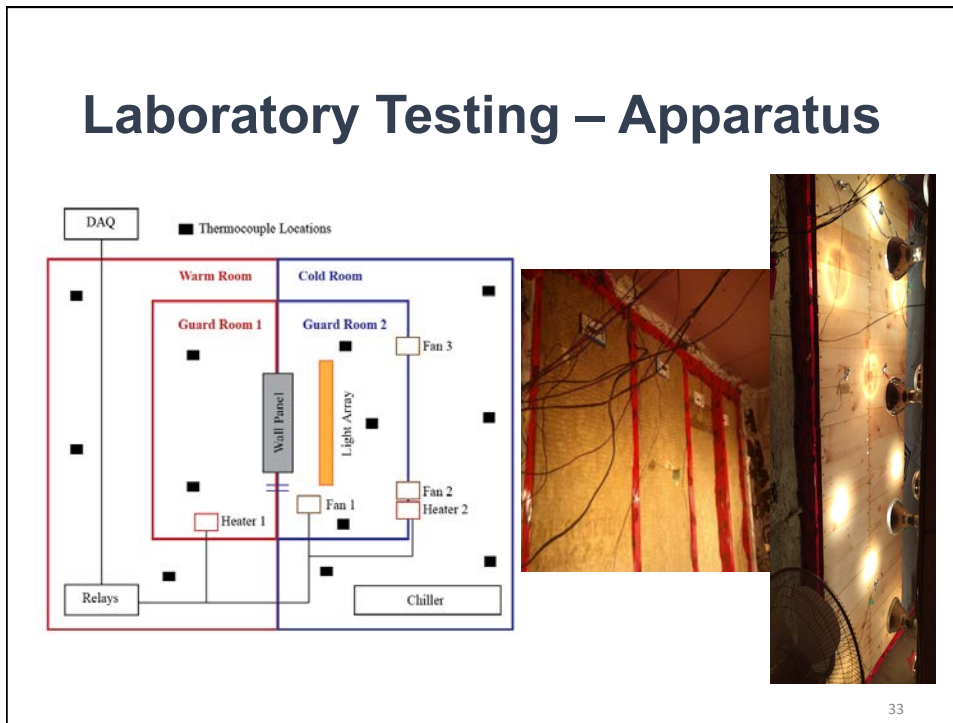 Laboratory Testing – Apparatus
DAQ
Thermocouple Locations
Warm Room
Cold Room
Guard Room 1
Guard Room 2
Fan 3
Wall Panel
Light Array
Fan 2
Fan 1
Heater 2
Heater 1
Relays
Chiller
33